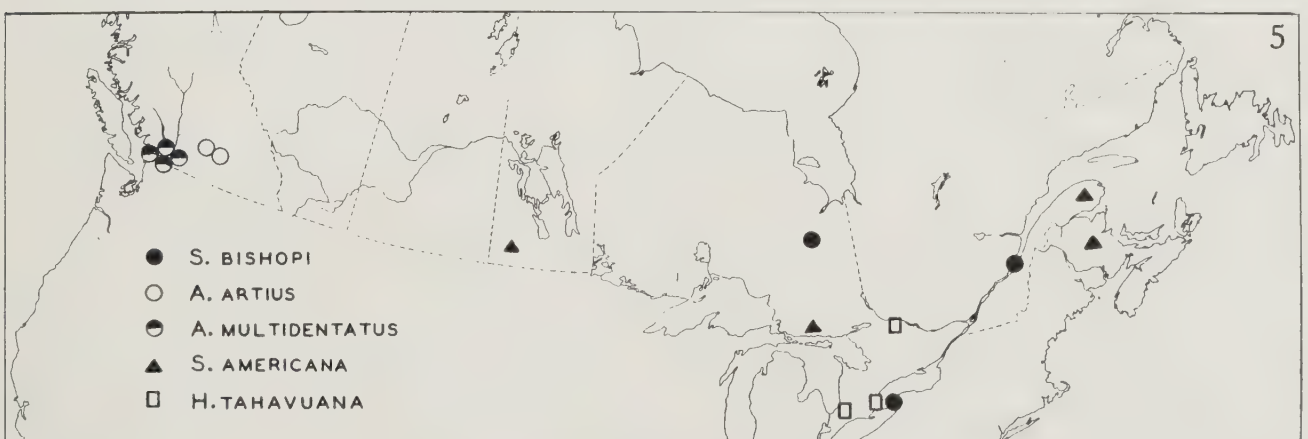 5
S. BISHOPI
A. ARTIUS
A. MULTIDENTATUS
S. AMERICANA
H. TAHAVUANA